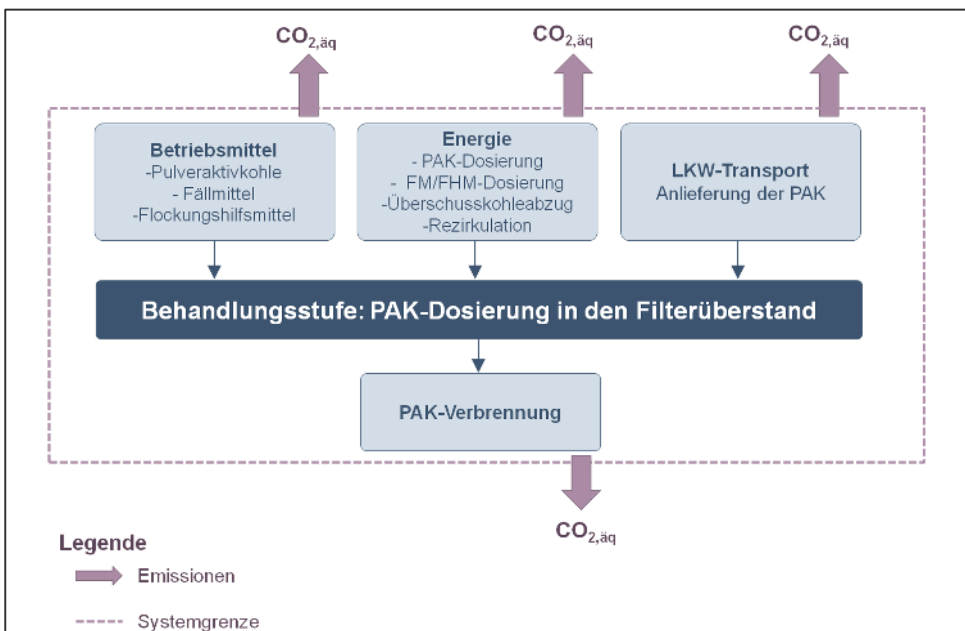 CO2,äq
CO2,äq
CO2,äq
Betriebsmittel
-Pulveraktivkohle
- Fällmittel
-Flockungshilfsmittel
Energie
- PAK-Dosierung
- FM/FHM-Dosierung
-Überschusskohleabzug
-Rezirkulation
LKW-Transport
Anlieferung der PAK
Behandlungsstufe: PAK-Dosierung in den Filterüberstand
PAK-Verbrennung
CO2,äq
Legende
Emissionen
Systemgrenze